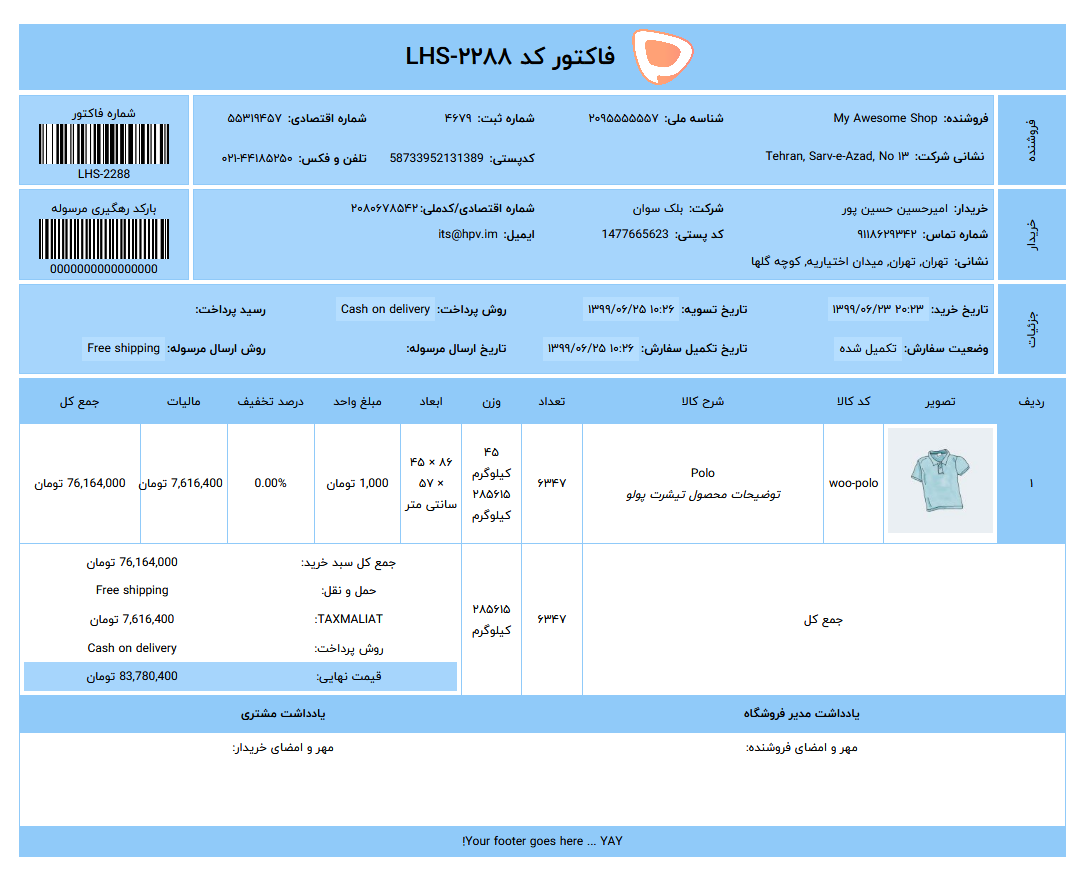 فاکتور کد LHS-۲۲۸۸
فروشنده
فروشنده: My Awesome Shop
شناسه ملی: ۲۰۹۵۵۵۵۵۵۷
شماره ثبت: ۴۶۷۹
شماره اقتصادی: ۵۵۳۱۹۴۵۷
نشانی شرکت: Tehran, Sarv-e-Azad, No ۱۳
کدپستی: 58733952131389
تلفن و فکس: ۰۲۱-۴۴۱۸۵۲۵۰
شماره فاکتور
LHS-2288
خریدار
خریدار: امیرحسین حسین پور
شرکت: بلک سوان
شماره اقتصادی/کدملی: ۲۰۸۰۶۷۸۵۴۲
شماره تماس: ۹۱۱۸۶۲۹۳۴۲
کد پستی: 1477665623
ایمیل: its@hpv.im
نشانی: تهران, تهران, میدان اختیاریه, کوچه گلها
بارکد رهگیری مرسوله
0000000000000000
جزئیات
تاریخ خرید: ۱۳۹۹/۰۶/۲۳ ۲۰:۲۳
تاریخ تسویه: ۱۳۹۹/۰۶/۲۵ ۱۰:۲۶
روش پرداخت: Cash on delivery
رسید پرداخت:
وضعیت سفارش: تکمیل شده
تاریخ تکمیل سفارش: ۱۳۹۹/۰۶/۲۵ ۱۰:۲۶
تاریخ ارسال مرسوله:
روش ارسال مرسوله: Free shipping
ردیف تصویر کد کالا شرح کالا تعداد وزن ابعاد مبلغ واحد درصد تخفیف مالیات جمع کل
۱
woo-polo
Polo
توضیحات محصول تیشرت پولو
۶۳۴۷
۴۵
کیلوگرم
۲۸۵۶۱۵
کیلوگرم
۸۶ × ۴۵
× ۵۷
سانتی متر
1,000 تومان
0.00%
7,616,400 تومان
76,164,000 تومان
جمع کل
۶۳۴۷
۲۸۵۶۱۵
کیلوگرم
جمع کل سبد خرید: 76,164,000 تومان
حمل و نقل: Free shipping
TAXMALIAT: 7,616,400 تومان
روش پرداخت: Cash on delivery
قیمت نهایی: 83,780,400 تومان
یادداشت مدیر فروشگاه
یادداشت مشتری
مهر و امضای فروشنده:
مهر و امضای خریدار:
!Your footer goes here ... YAY